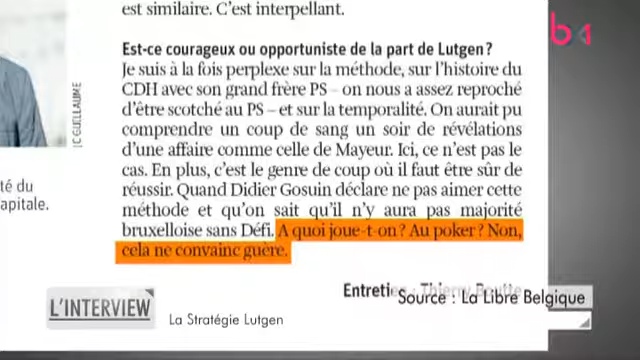 est similaire. C'est interpellant.
b1
Est-ce courageux ou opportuniste de la part de Lutgen ?
Je suis à la fois perplexe sur la méthode, sur l'histoire du
CDH avec son grand frère PS – on nous a assez reproché
d'être scotché au PS – et sur la temporalité. On aurait pu
comprendre un coup de sang un soir de révélations
d'une affaire comme celle de Mayeur. Ici, ce n'est pas le
cas. En plus, c'est le genre de coup où il faut être sûr de
réussir. Quand Didier Gosuin déclare ne pas aimer cette
méthode et qu'on sait qu'il n'y aura pas majorité
bruxelloise sans Défi. A quoi joue-t-on ? Au poker ? Non,
cela ne convainc guère.
JC GUILLAUME
té du
apitale.
Entretien : Thierry Boutte
Source : La Libre Belgique
L'INTERVIEW
La Stratégie Lutgen